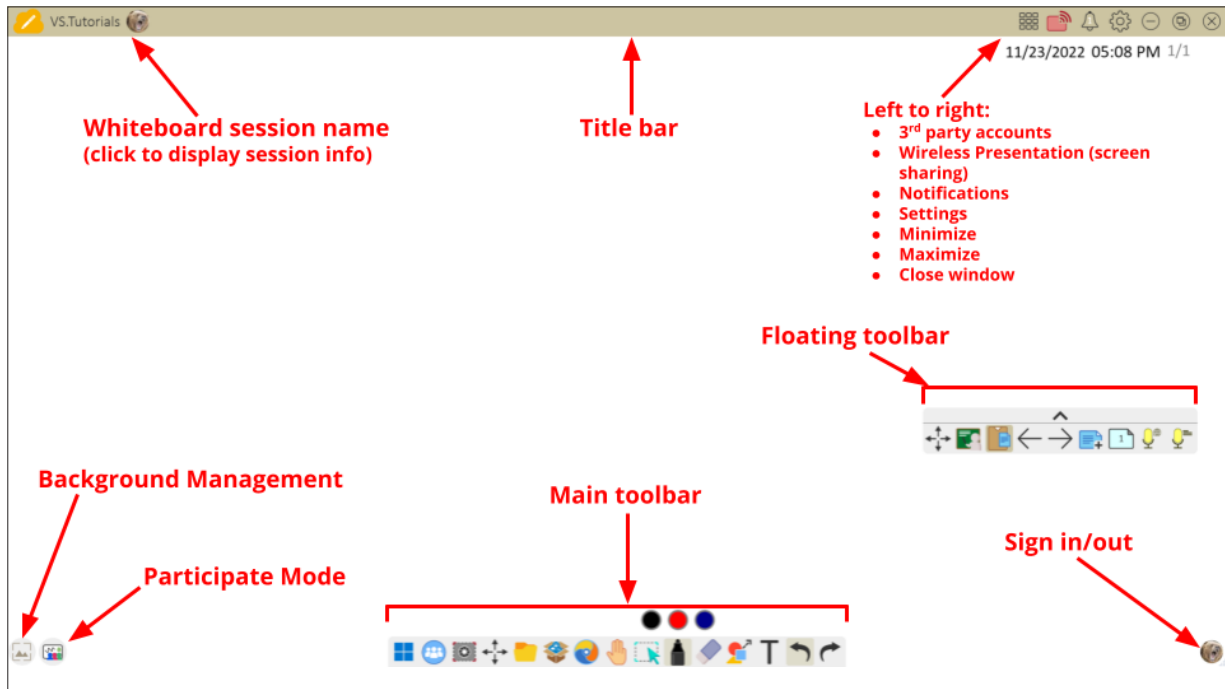 VS.Tutorials
11/23/2022 05:08 PM 1/1
Whiteboard session name
(click to display session info)
Title bar
Left to right:
● 3rd party accounts
● Wireless Presentation (screen
sharing)
● Notifications
● Settings
● Minimize
● Maximize
● Close window
Floating toolbar
1
Background Management
Main toolbar
Sign in/out
Participate Mode
T